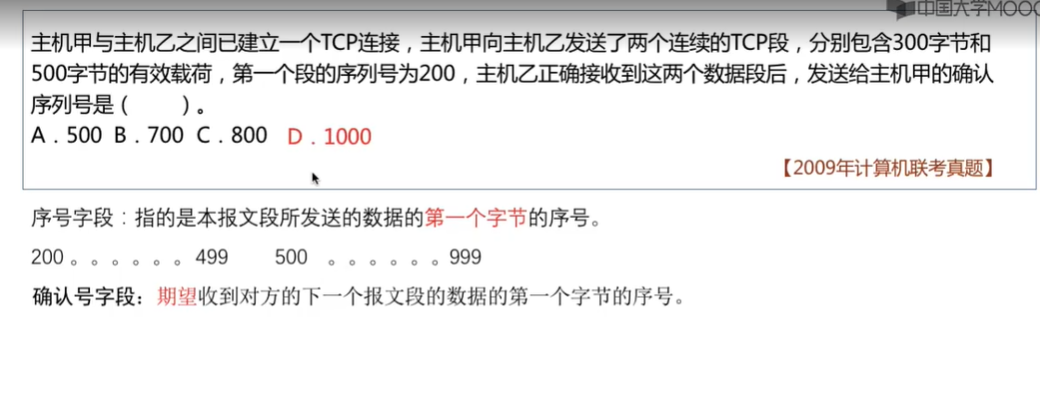 中国大学MOOC
主机甲与主机乙之间已建立一个TCP连接，主机甲向主机乙发送了两个连续的TCP段，分别包含300字节和
500字节的有效载荷，第一个段的序列号为200，主机乙正确接收到这两个数据段后，发送给主机甲的确认
序列号是（　　）。
A．500 B．700 C．800 D．1000
【2009年计算机联考真题】
序号字段：指的是本报文段所发送的数据的第一个字节的序号。
200 。。。。。。499 500 。。。。。。999
确认号字段：期望收到对方的下一个报文段的数据的第一个字节的序号。